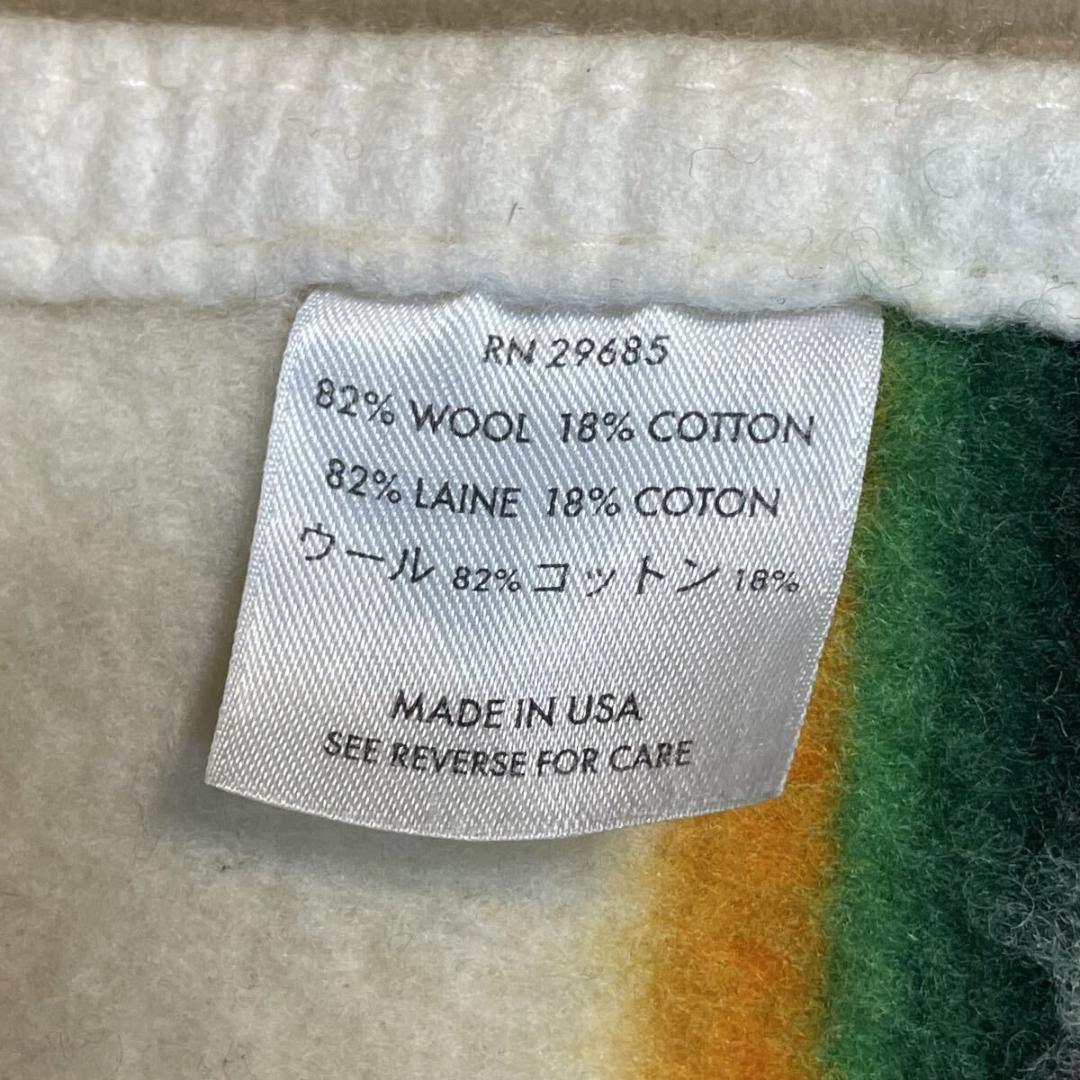 RN 29685
82% WOOL 18% COTTON
82% LAINE 18% COTON
ウール 82% コットン 18%
MADE IN USA
SEE REVERSE FOR CARE